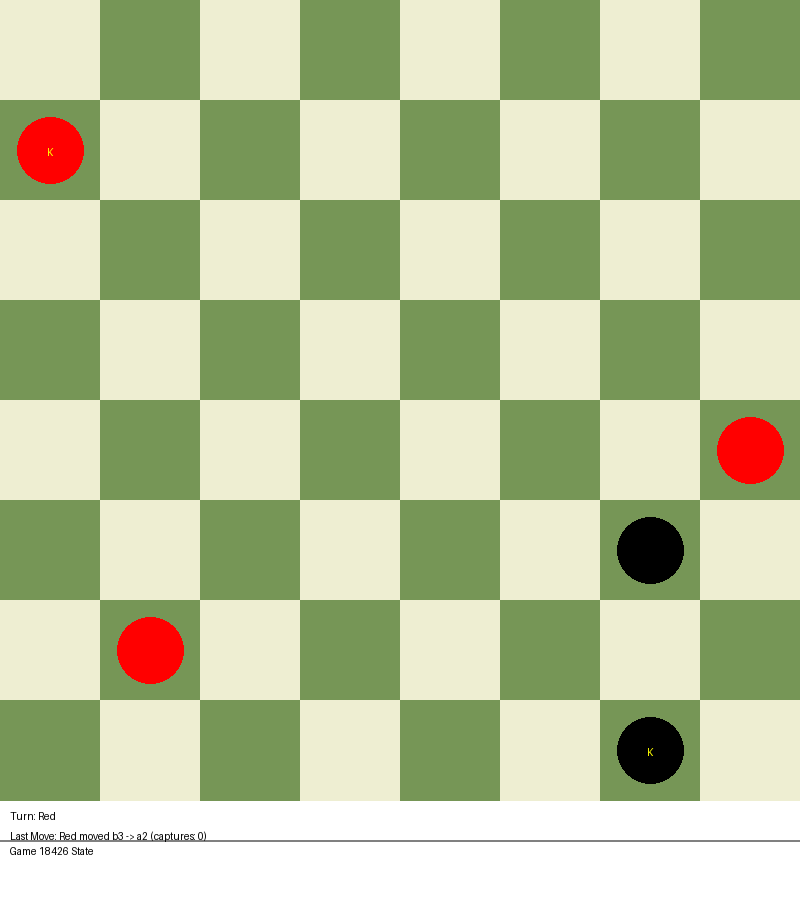 K
K
Turn: Red
Last Move: Red moved b3 -> a2 (captures: 0)
Game 18426 State